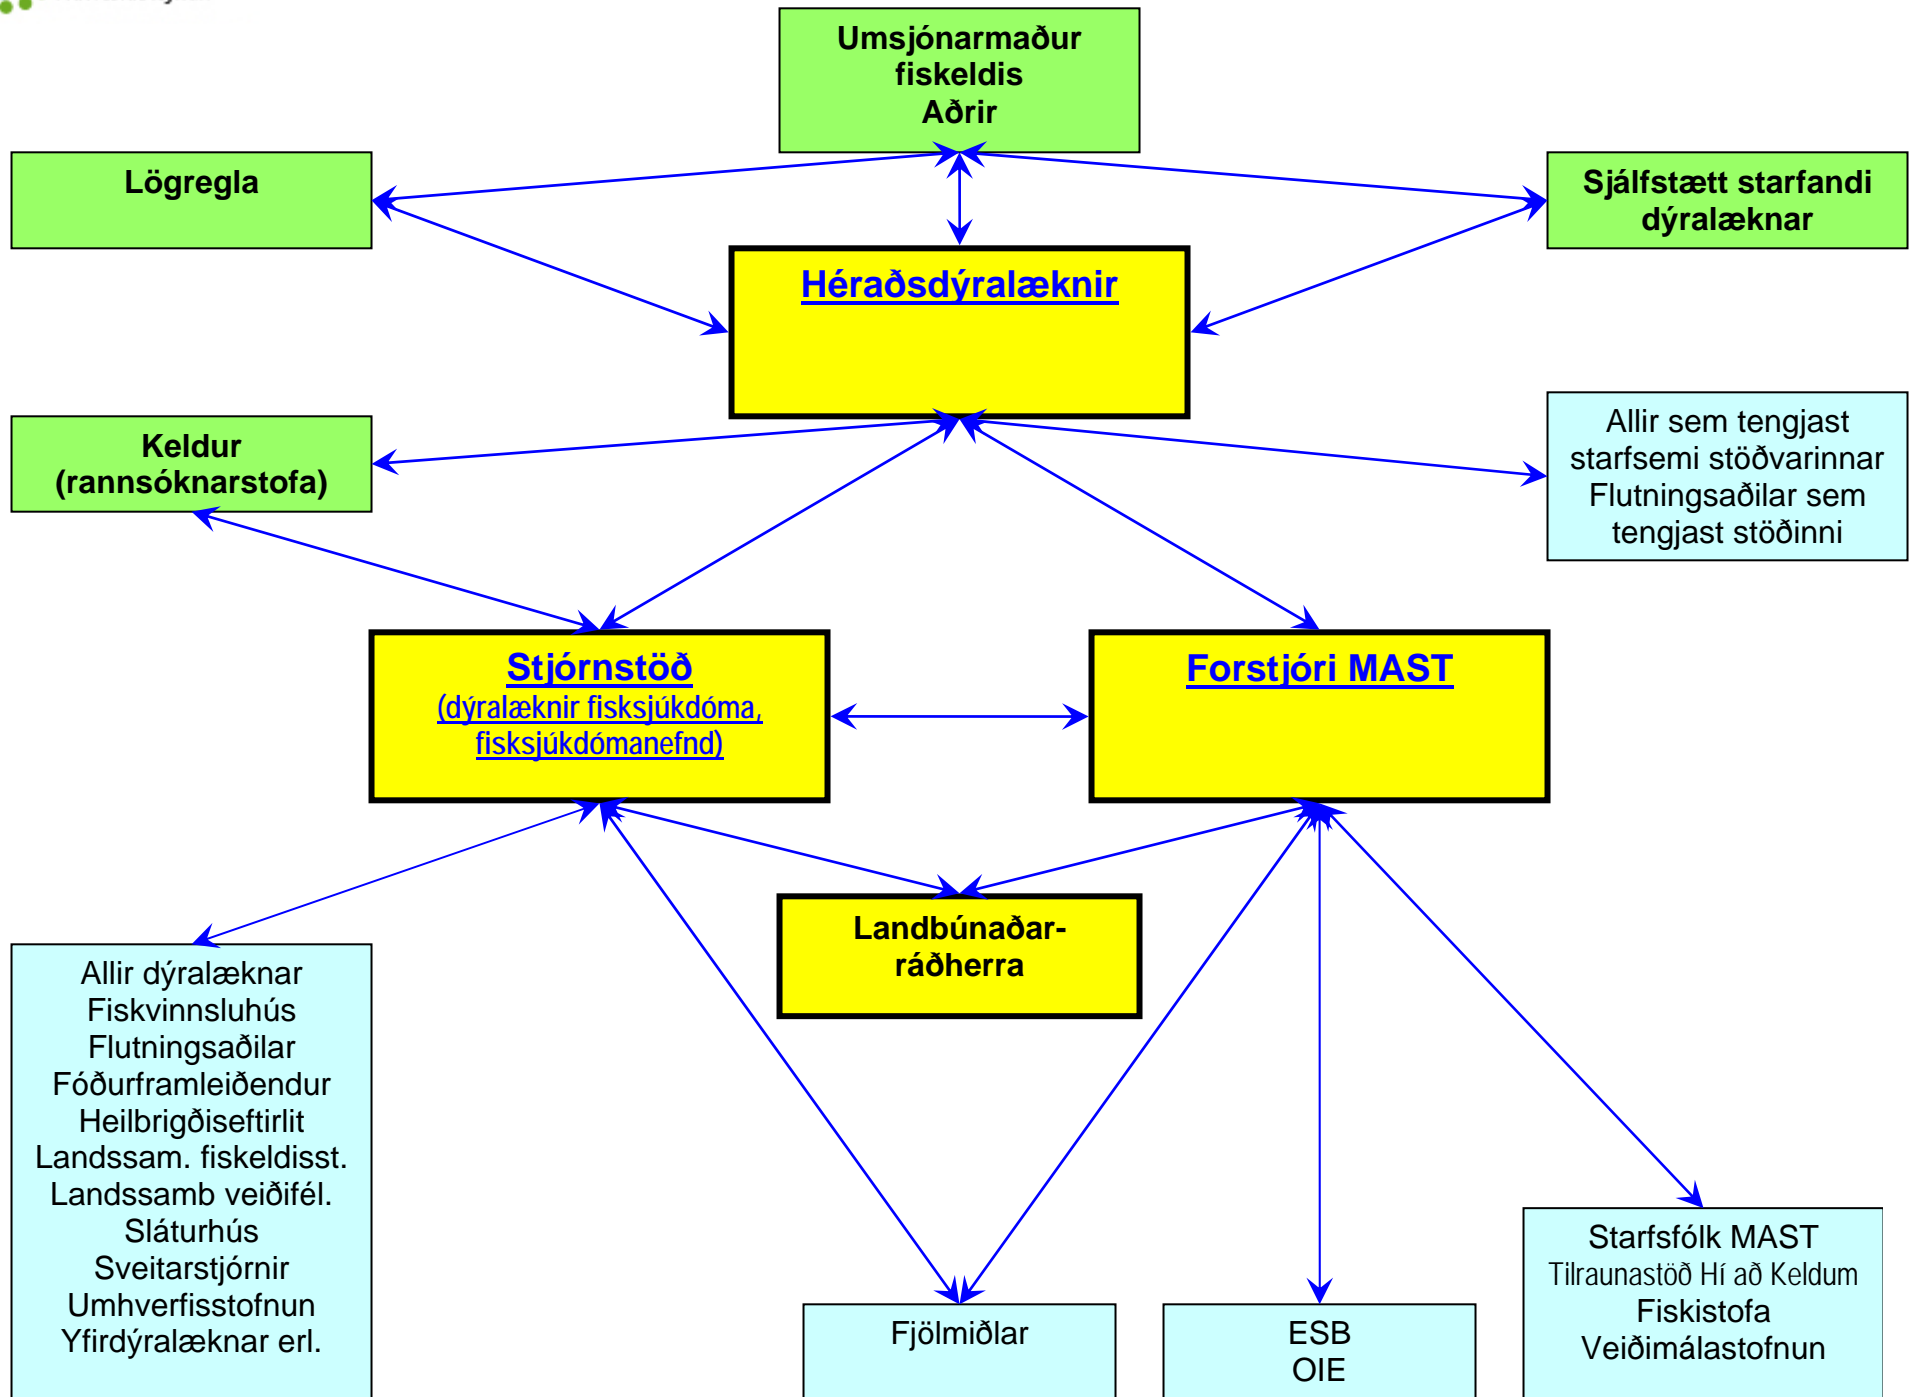 Umsjónarmaður
fiskeldis
Aðrir
Lögregla
Sjálfstætt starfandi
dýralæknar
Héraðsdýralæknir
Keldur
(rannsóknarstofa)
Allir sem tengjast
starfsemi stöðvarinnar
Flutningsaðilar sem
tengjast stöðinni
Stjórnstöð
(dýralæknir fisksjúkdóma,
fisksjúkdómanefnd)
Forstjóri MAST
Landbúnaðar-
ráðherra
Allir dýralæknar
Fiskvinnsluhús
Flutningsaðilar
Fóðurframleiðendur
Heilbrigðiseftirlit
Landssam. fiskeldisst.
Landssamb veiðifél.
Sláturhús
Sveitarstjórnir
Umhverfisstofnun
Yfirdýralæknar erl.
Fjölmiðlar
ESB
OIE
Starfsfólk MAST
Tilraunastöð Hí að Keldum
Fiskistofa
Veiðimálastofnun